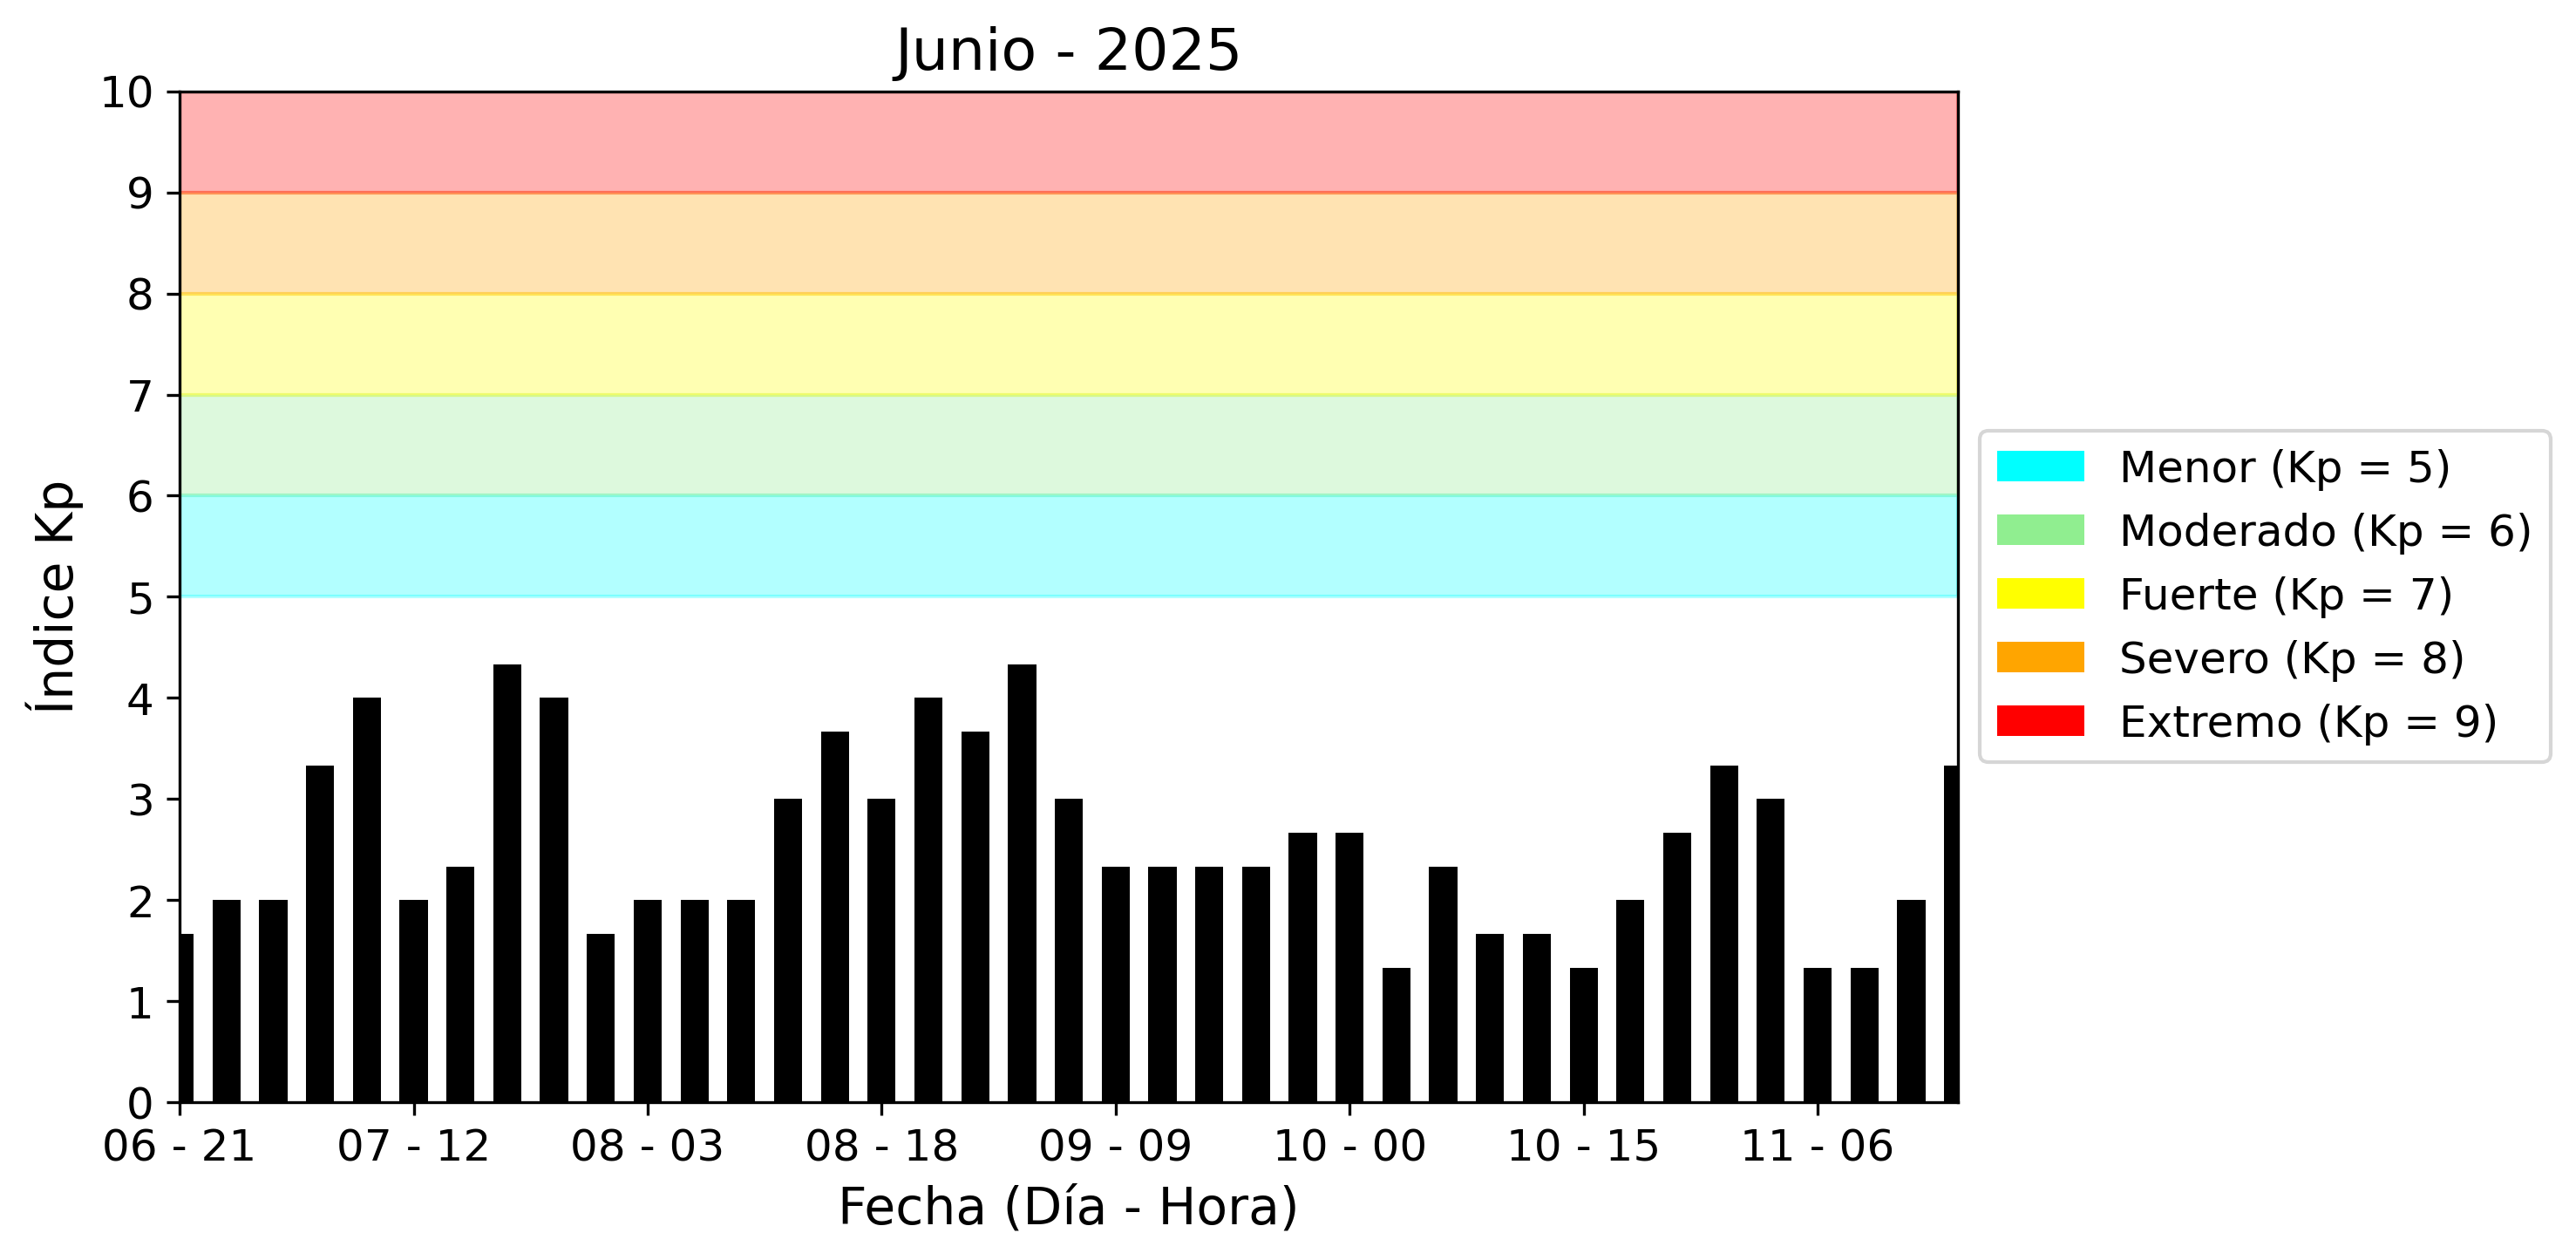 Junio - 2025
Índice Kp
10
9
8
7
6
5
4
3
2
1
0
06 - 21
07 - 12
08 - 03
08 - 18
09 - 09
10 - 00
10 - 15
11 - 06
Fecha (Día - Hora)
Menor (Kp = 5)
Moderado (Kp = 6)
Fuerte (Kp = 7)
Severo (Kp = 8)
Extremo (Kp = 9)